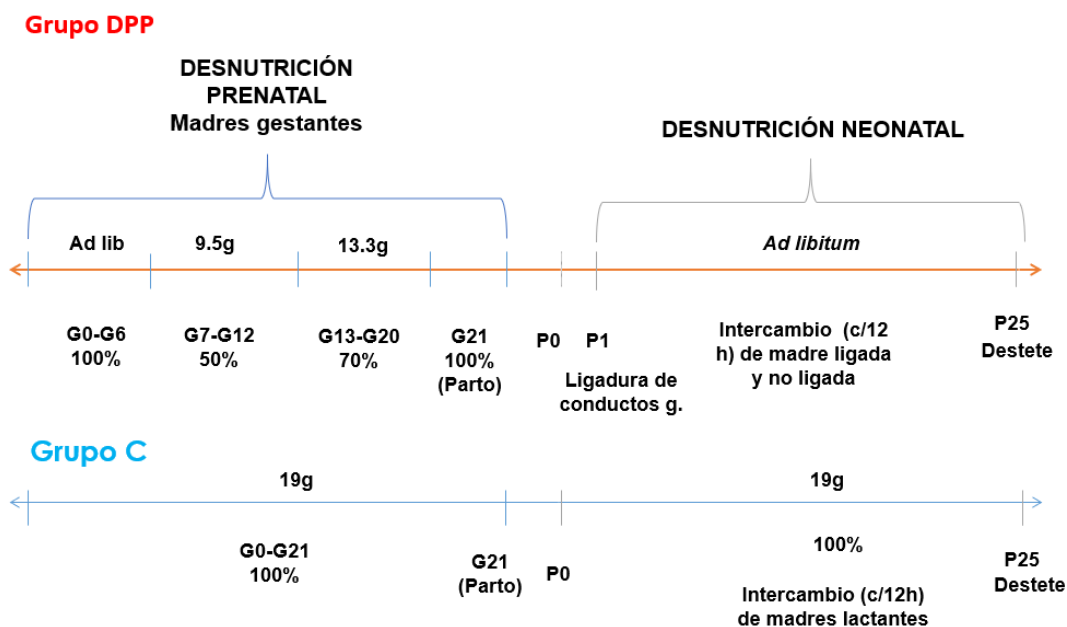 Grupo DPP
DESNUTRICIÓN
PRENATAL
Madres gestantes
DESNUTRICIÓN NEONATAL
Ad lib
9.5g
13.3g
Ad libitum
G0-G6
100%
G7-G12
50%
G13-G20
70%
G21
100%
(Parto)
P0
P1
Ligadura de
conductos g.
Intercambio (c/12
h) de madre ligada
y no ligada
P25
Destete
Grupo C
19g
19g
G0-G21
100%
G21
(Parto)
P0
100%
Intercambio (c/12h)
de madres lactantes
P25
Destete